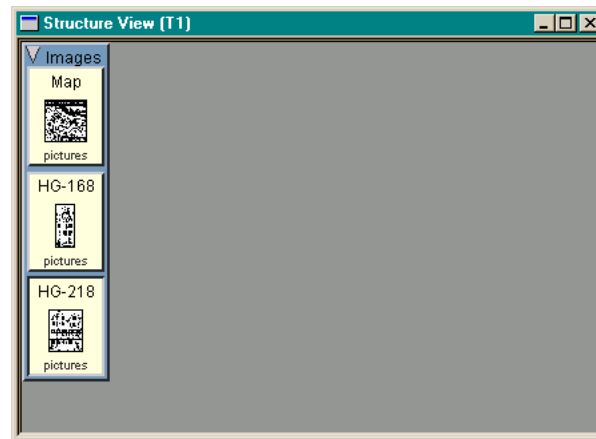 Structure View (T1)
Images
Map
pictures
HG-168
pictures
HG-218
pictures